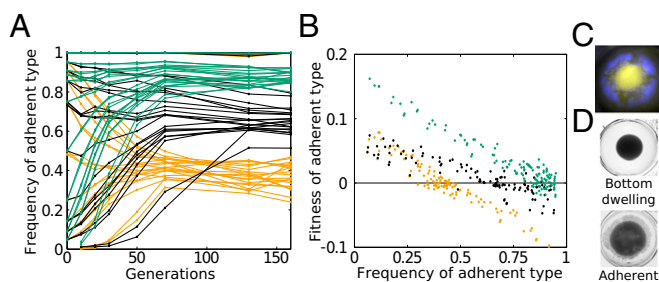 A
Frequency of adherent type
1
0.8
0.6
0.4
0.2
0
0
50
100
150
Generations
B
Fitness of adherent type
0.2
0.1
0
-0.1
0
0.25
0.5
0.75
1
Frequency of adherent type
C
D
Bottom
dwelling
Adherent